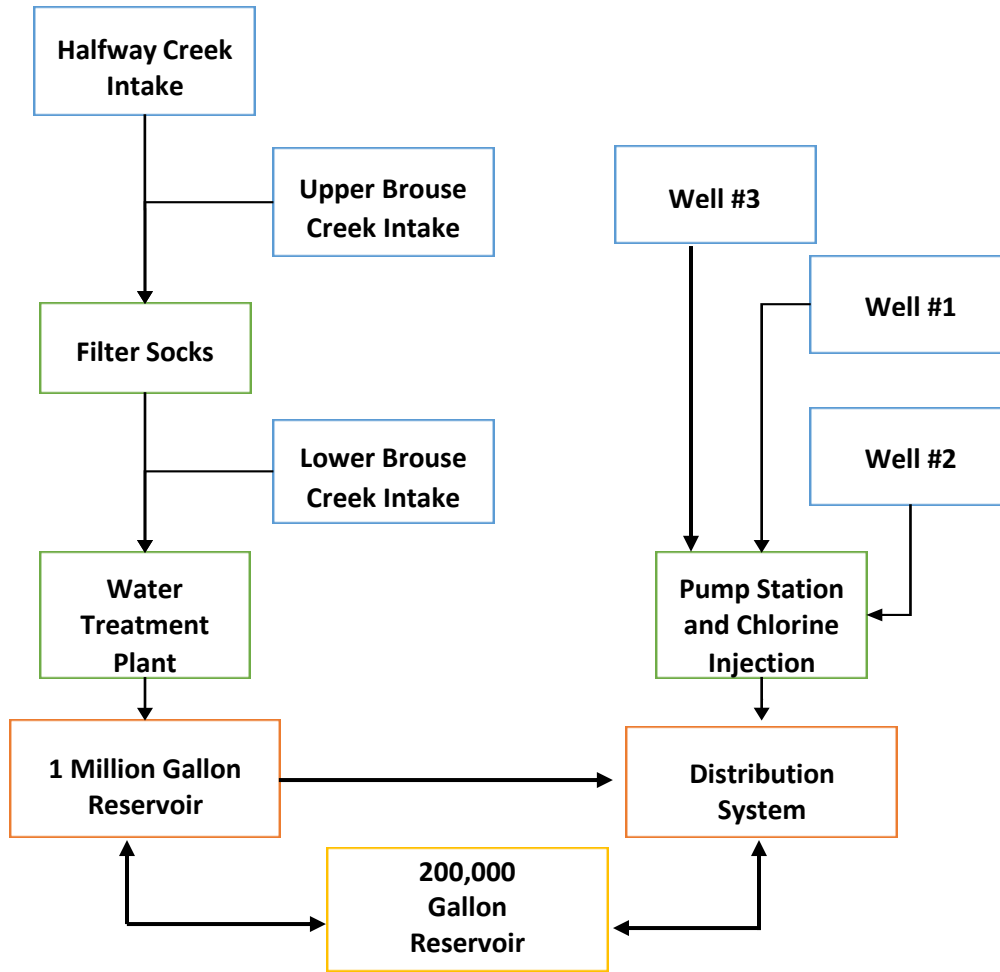 Halfway Creek
Intake
Upper Brouse
Creek Intake
Well #3
Well #1
Filter Socks
Lower Brouse
Creek Intake
Well #2
Water
Treatment
Plant
Pump Station
and Chlorine
Injection
1 Million Gallon
Reservoir
Distribution
System
200,000
Gallon
Reservoir